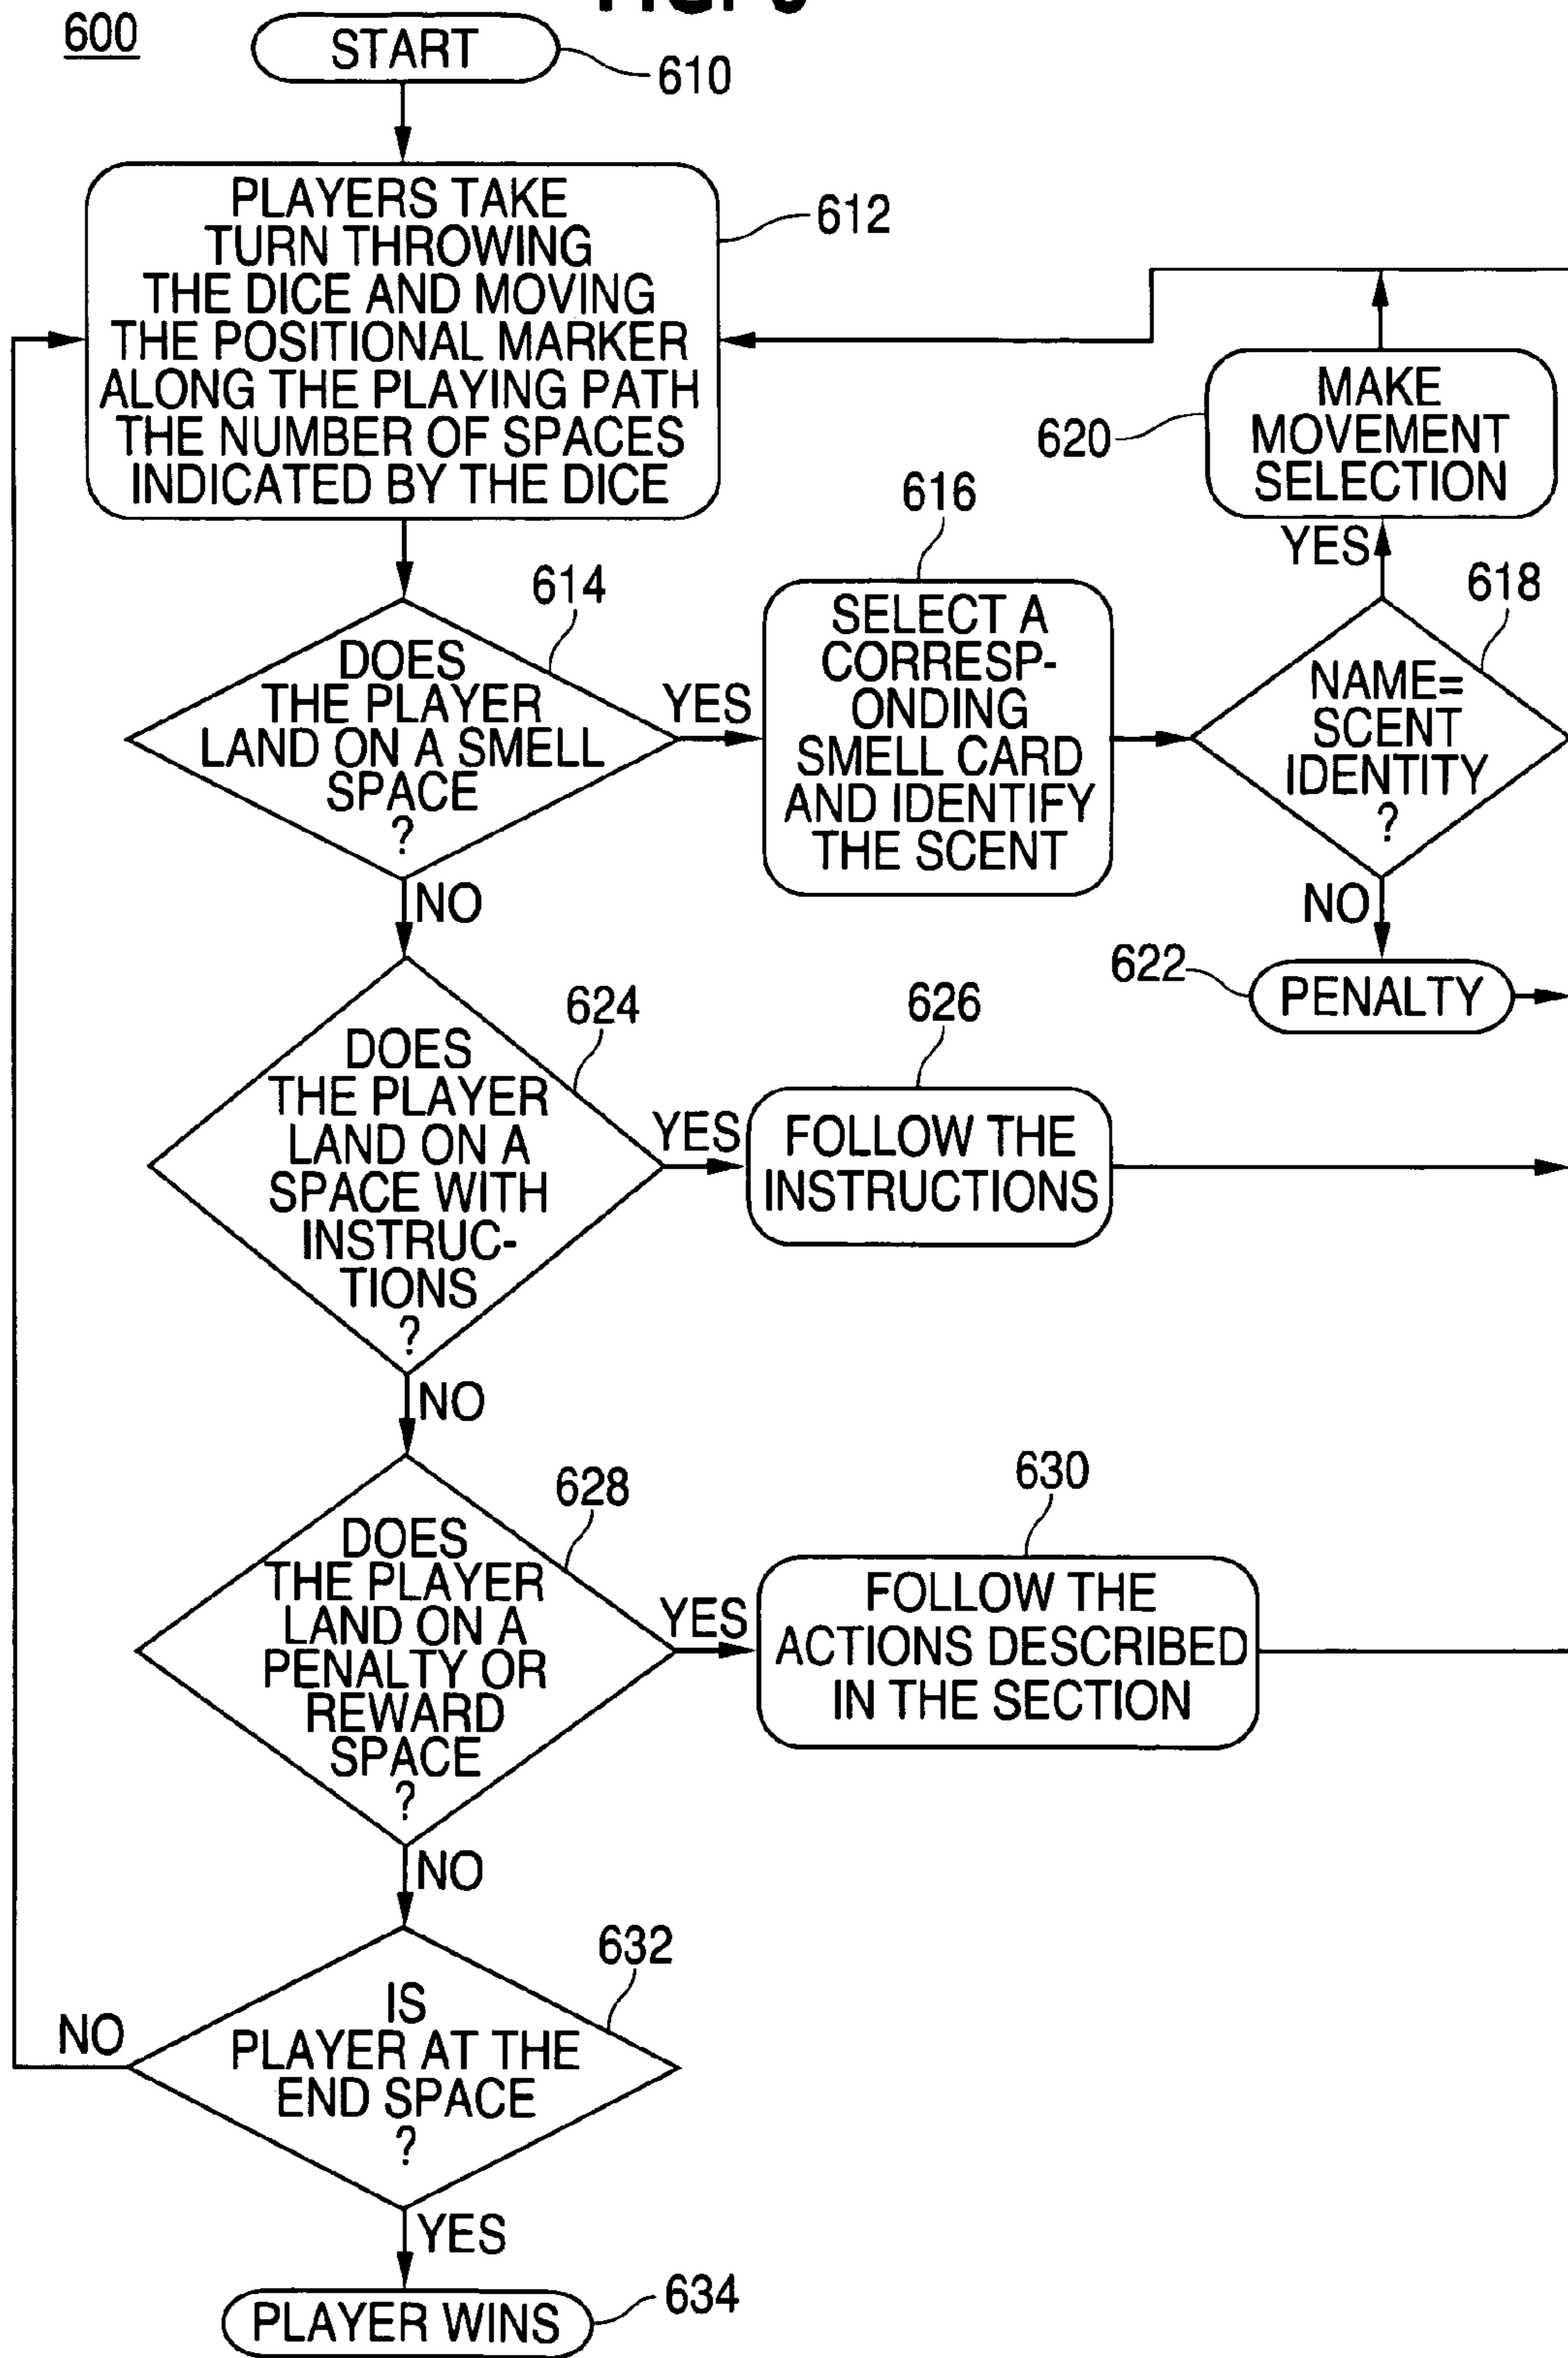 600
START
610
PLAYERS TAKE
TURN THROWING
THE DICE AND MOVING
THE POSITIONAL MARKER
ALONG THE PLAYING PATH
THE NUMBER OF SPACES
INDICATED BY THE DICE
612
MAKE
MOVEMENT
SELECTION
620
YES
614
DOES
THE PLAYER
LAND ON A SMELL
SPACE
?
YES
616
SELECT A
CORRESP-
ONDING
SMELL CARD
AND IDENTIFY
THE SCENT
618
NAME=
SCENT
IDENTITY
?
NO
NO
622
PENALTY
624
DOES
THE PLAYER
LAND ON A
SPACE WITH
INSTRUC-
TIONS
?
YES
626
FOLLOW THE
INSTRUCTIONS
NO
628
DOES
THE PLAYER
LAND ON A
PENALTY OR
REWARD
SPACE
?
YES
630
FOLLOW THE
ACTIONS DESCRIBED
IN THE SECTION
NO
632
IS
PLAYER AT THE
END SPACE
?
NO
YES
PLAYER WINS
634